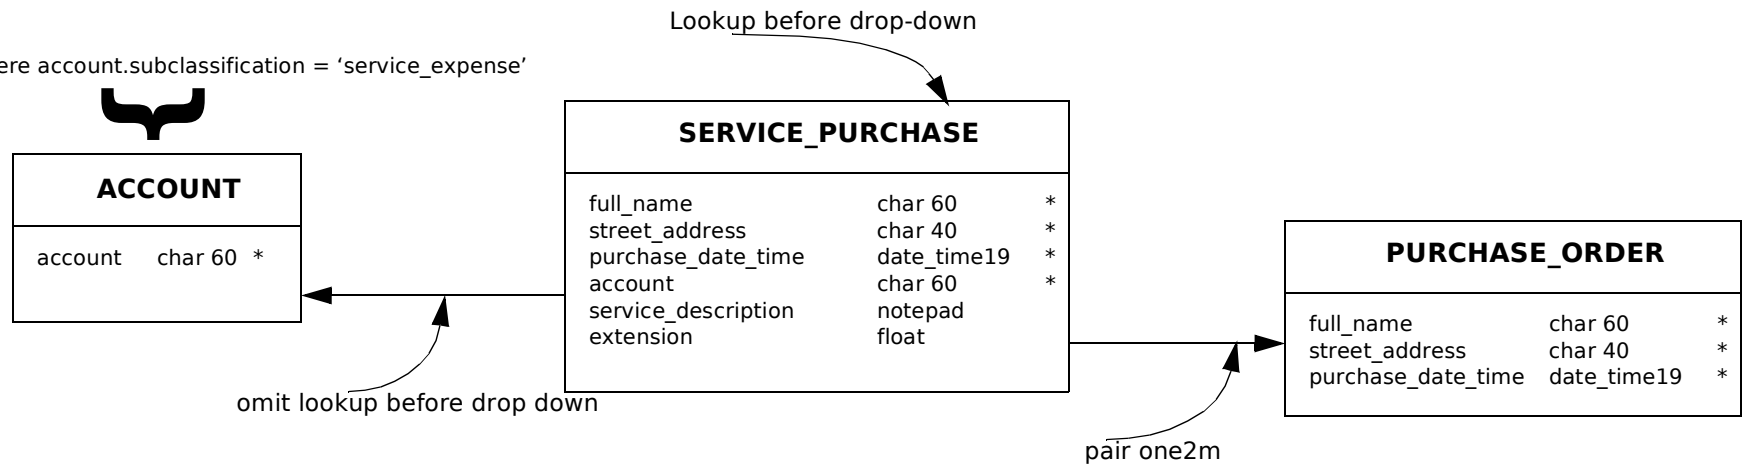 Lookup before drop-down
ere account.subclassification = ‘service_expense’
SERVICE_PURCHASE
full_name char 60 *
street_address char 40 *
purchase_date_time date_time19 *
account char 60 *
service_description notepad
extension float
ACCOUNT
account char 60 *
PURCHASE_ORDER
full_name char 60 *
street_address char 40 *
purchase_date_time date_time19 *
omit lookup before drop down
pair one2m